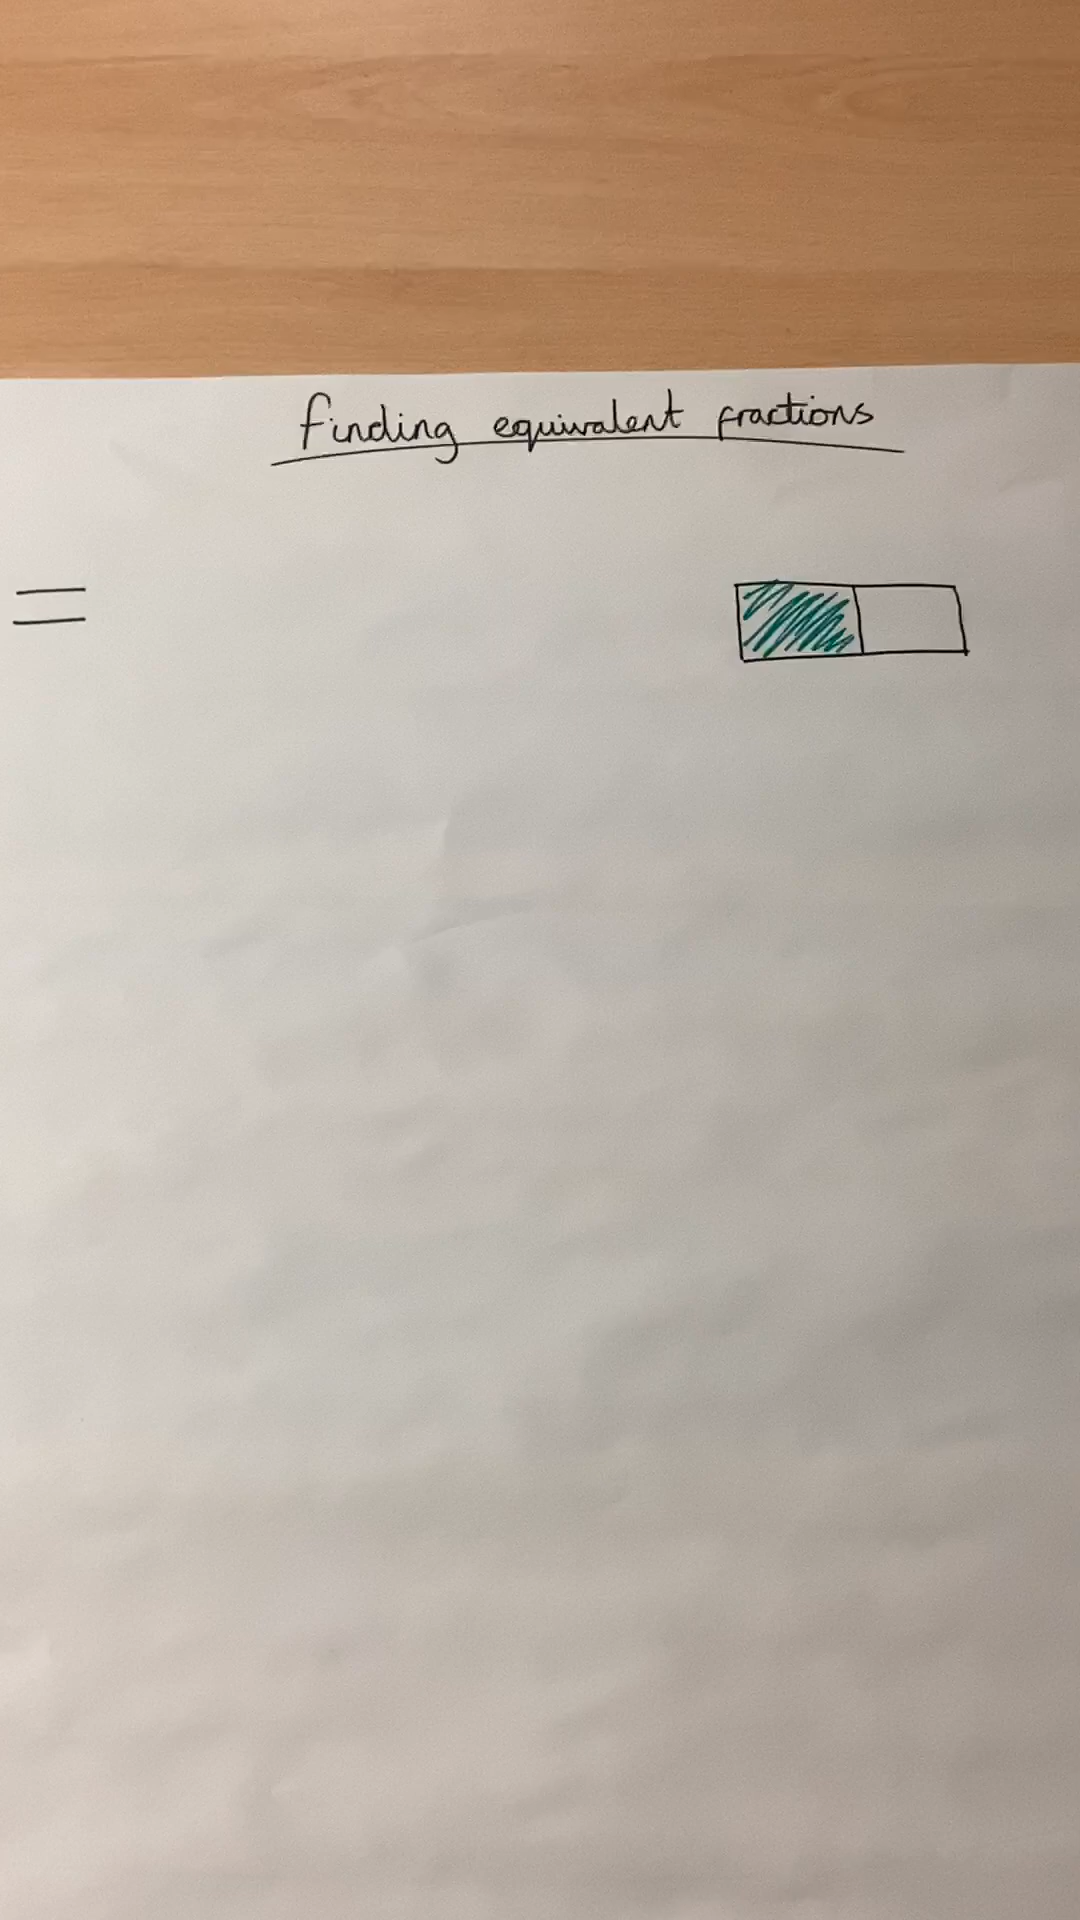 finding equivalent fractions
=